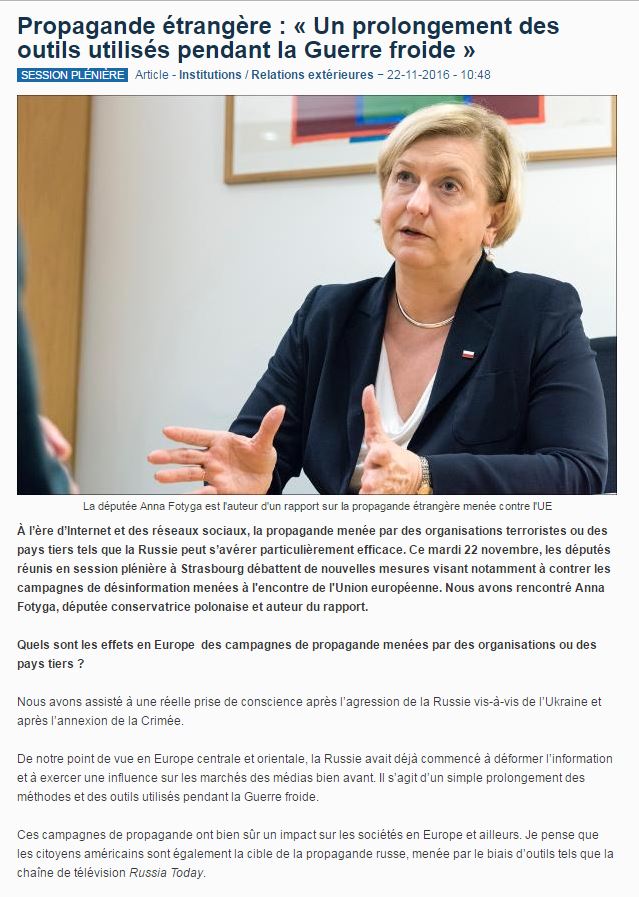 Propagande étrangère : « Un prolongement des
outils utilisés pendant la Guerre froide »
SESSION PLÉNIÈRE Article - Institutions / Relations extérieures − 22-11-2016 - 10:48
La députée Anna Fotyga est l'auteur d'un rapport sur la propagande étrangère menée contre l'UE
À l’ère d’Internet et des réseaux sociaux, la propagande menée par des organisations terroristes ou des
pays tiers tels que la Russie peut s’avérer particulièrement efficace. Ce mardi 22 novembre, les députés
réunis en session plénière à Strasbourg débattent de nouvelles mesures visant notamment à contrer les
campagnes de désinformation menées à l'encontre de l'Union européenne. Nous avons rencontré Anna
Fotyga, députée conservatrice polonaise et auteur du rapport.
Quels sont les effets en Europe des campagnes de propagande menées par des organisations ou des
pays tiers ?
Nous avons assisté à une réelle prise de conscience après l’agression de la Russie vis-à-vis de l’Ukraine et
après l’annexion de la Crimée.
De notre point de vue en Europe centrale et orientale, la Russie avait déjà commencé à déformer l’information
et à exercer une influence sur les marchés des médias bien avant. Il s’agit d’un simple prolongement des
méthodes et des outils utilisés pendant la Guerre froide.
Ces campagnes de propagande ont bien sûr un impact sur les sociétés en Europe et ailleurs. Je pense que
les citoyens américains sont également la cible de la propagande russe, menée par le biais d’outils tels que la
chaîne de télévision Russia Today.